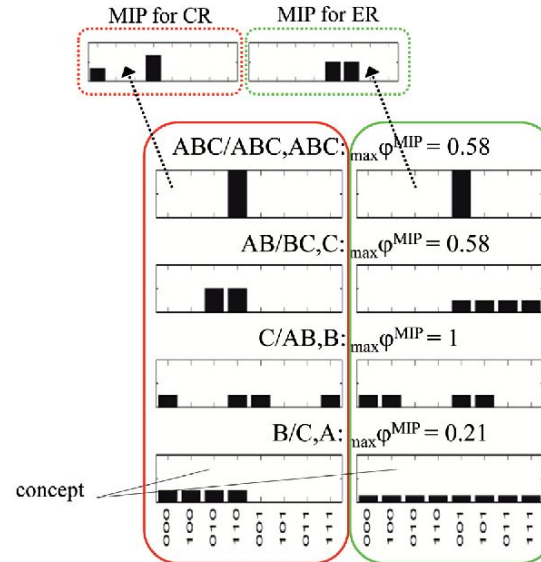 MIP for CR
MIP for ER
ABC/ABC,ABC: maxφMIP = 0.58
AB/BC,C: maxφMIP = 0.58
C/AB,B: maxφMIP = 1
B/C,A: maxφMIP = 0.21
concept
000 100 010 110 001 101 011 111
000 100 010 110 001 101 011 111